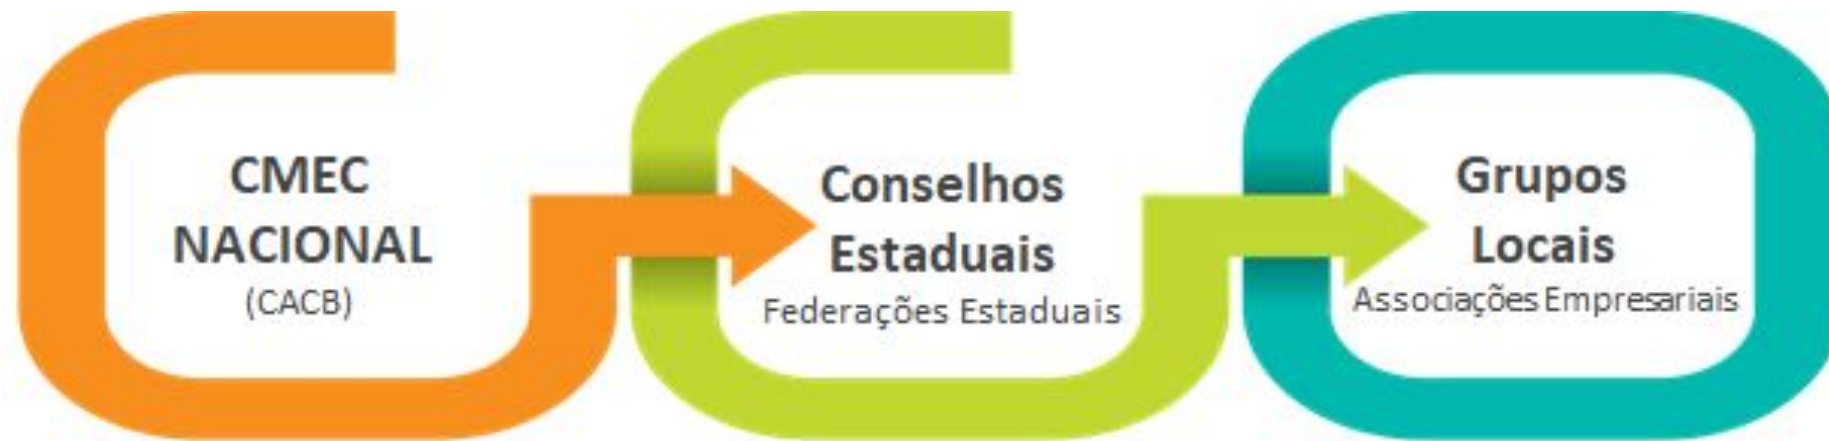 CMEC
NACIONAL
(CACB)
Conselhos
Estaduais
Federações Estaduais
Grupos
Locais
Associações Empresariais